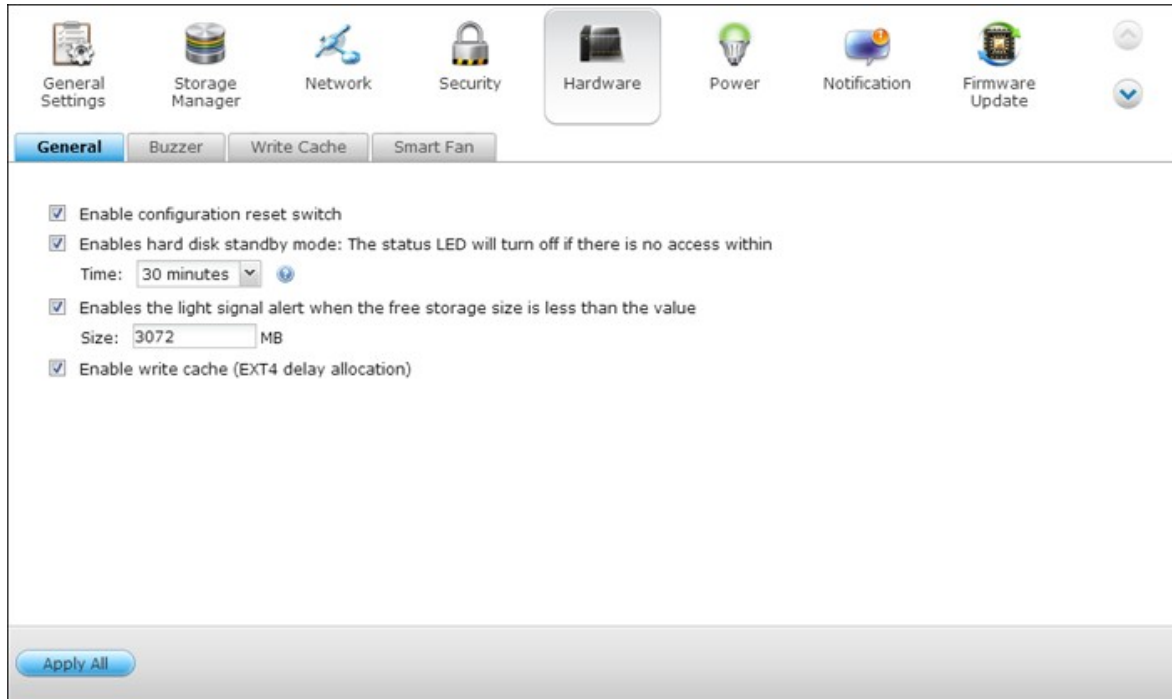 General
Settings
Storage
Manager
Network
Security
Hardware
Power
Notification
Firmware
Update
General
Buzzer
Write Cache
Smart Fan
Enable configuration reset switch
Enables hard disk standby mode: The status LED will turn off if there is no access within
Time: 30 minutes
Enables the light signal alert when the free storage size is less than the value
Size: 3072 MB
Enable write cache (EXT4 delay allocation)
Apply All